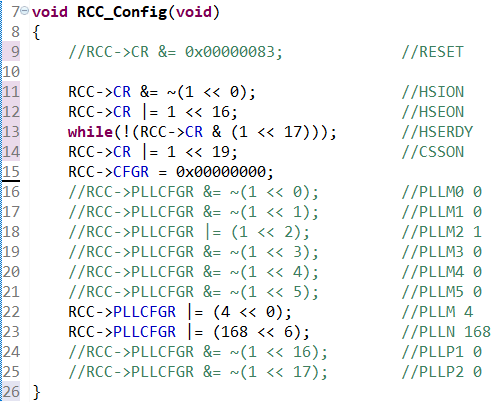 7 void RCC_Config(void)
8 {
9 //RCC->CR &= 0x00000083; //RESET
10
11 RCC->CR &= ~(1 << 0); //HSION
12 RCC->CR |= 1 << 16; //HSEON
13 while(!(RCC->CR & (1 << 17))); //HSERDY
14 RCC->CR |= 1 << 19; //CSSON
15 RCC->CFGR = 0x00000000;
16 //RCC->PLLCFGR &= ~(1 << 0); //PLLM0 0
17 //RCC->PLLCFGR &= ~(1 << 1); //PLLM1 0
18 //RCC->PLLCFGR |= (1 << 2); //PLLM2 1
19 //RCC->PLLCFGR &= ~(1 << 3); //PLLM3 0
20 //RCC->PLLCFGR &= ~(1 << 4); //PLLM4 0
21 //RCC->PLLCFGR &= ~(1 << 5); //PLLM5 0
22 RCC->PLLCFGR |= (4 << 0); //PLLM 4
23 RCC->PLLCFGR |= (168 << 6); //PLLN 168
24 //RCC->PLLCFGR &= ~(1 << 16); //PLLP1 0
25 //RCC->PLLCFGR &= ~(1 << 17); //PLLP2 0
26 }